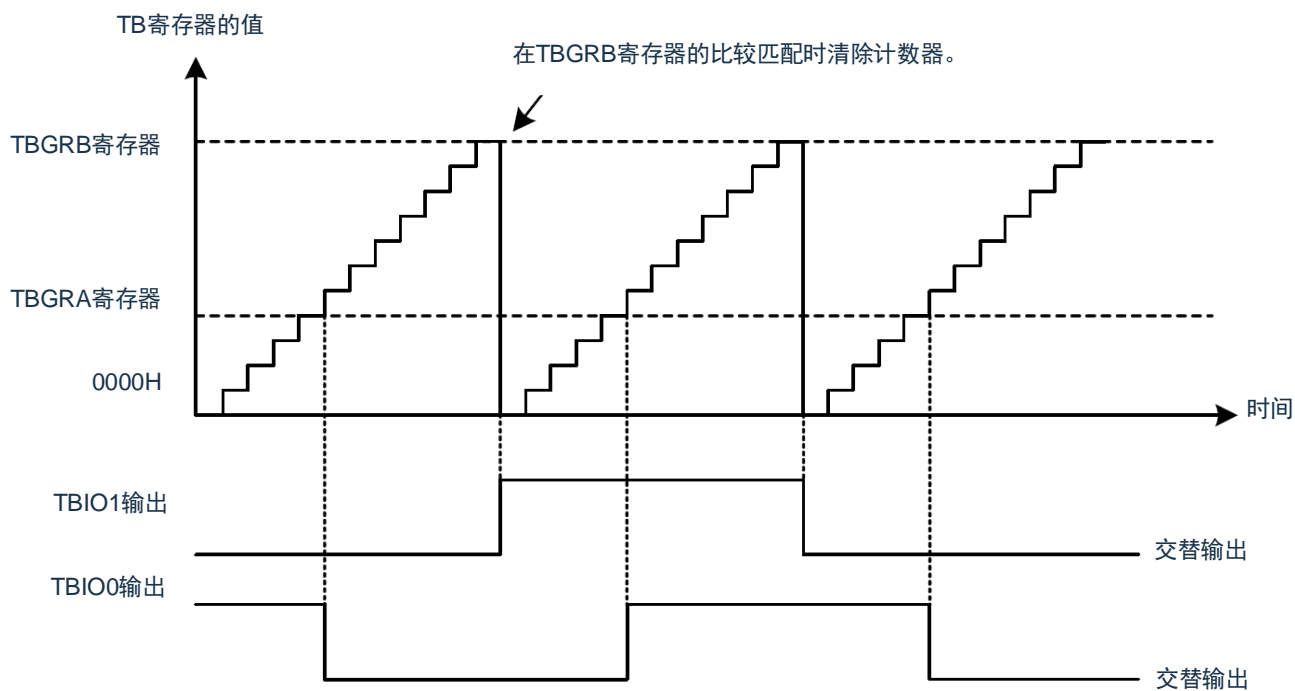 TB寄存器的值
在TBGRB寄存器的比较匹配时清除计数器。
TBGRB寄存器
TBGRA寄存器
0000H
时间
TBIO1输出
交替输出
TBIO0输出
交替输出